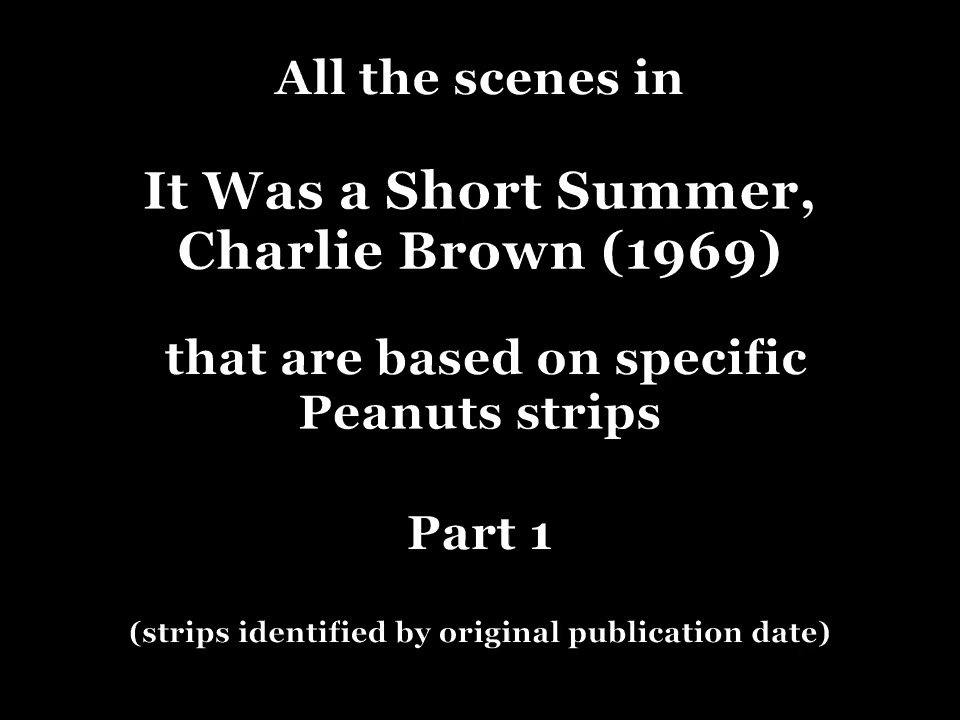 All the scenes in
It Was a Short Summer,
Charlie Brown (1969)
that are based on specific
Peanuts strips
Part 1
(strips identified by original publication date)